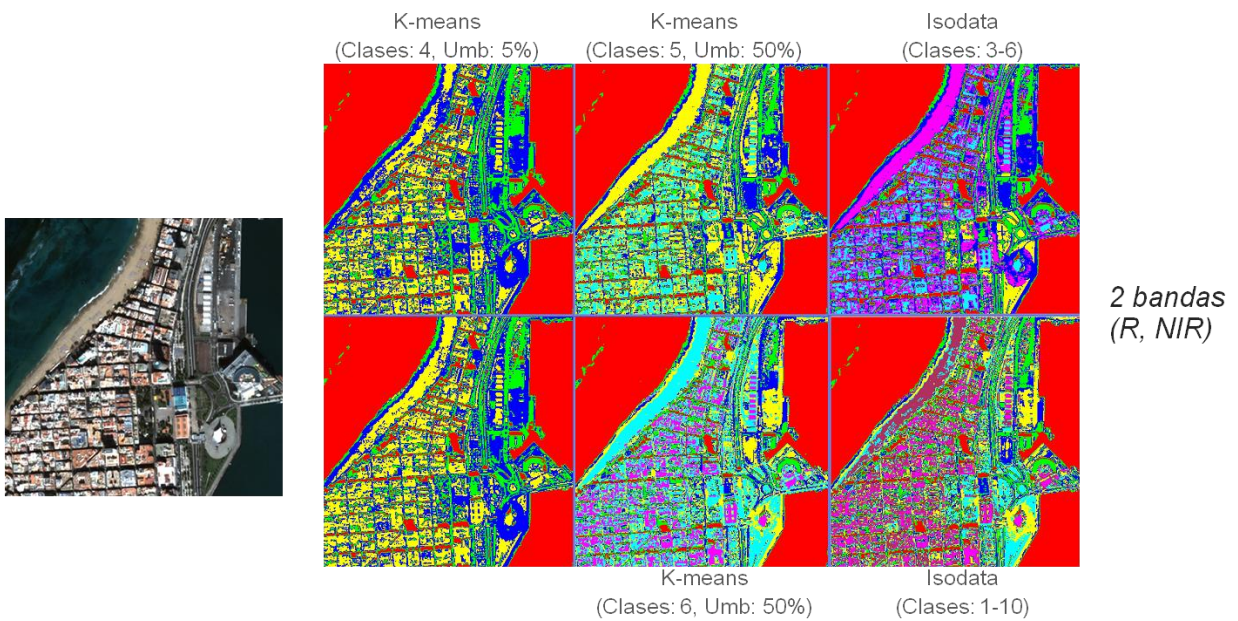 K-means
(Clases: 4, Umb: 5%)
K-means
(Clases: 5, Umb: 50%)
Isodata
(Clases: 3-6)
2 bandas
(R, NIR)
K-means
(Clases: 6, Umb: 50%)
Isodata
(Clases: 1-10)